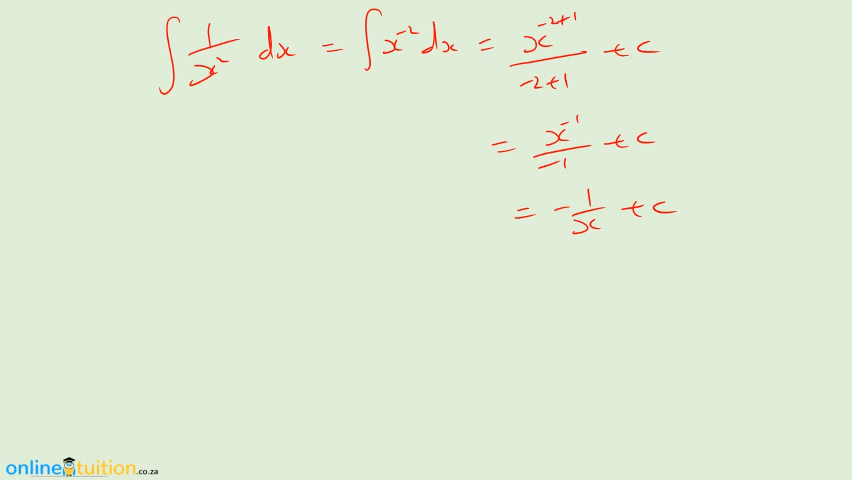 ∫ 1/x² dx = ∫ x⁻² dx = x⁻²⁺¹/-2+1 + c
= x⁻¹/-1 + c
= - 1/x + c
onlinetuition.co.za